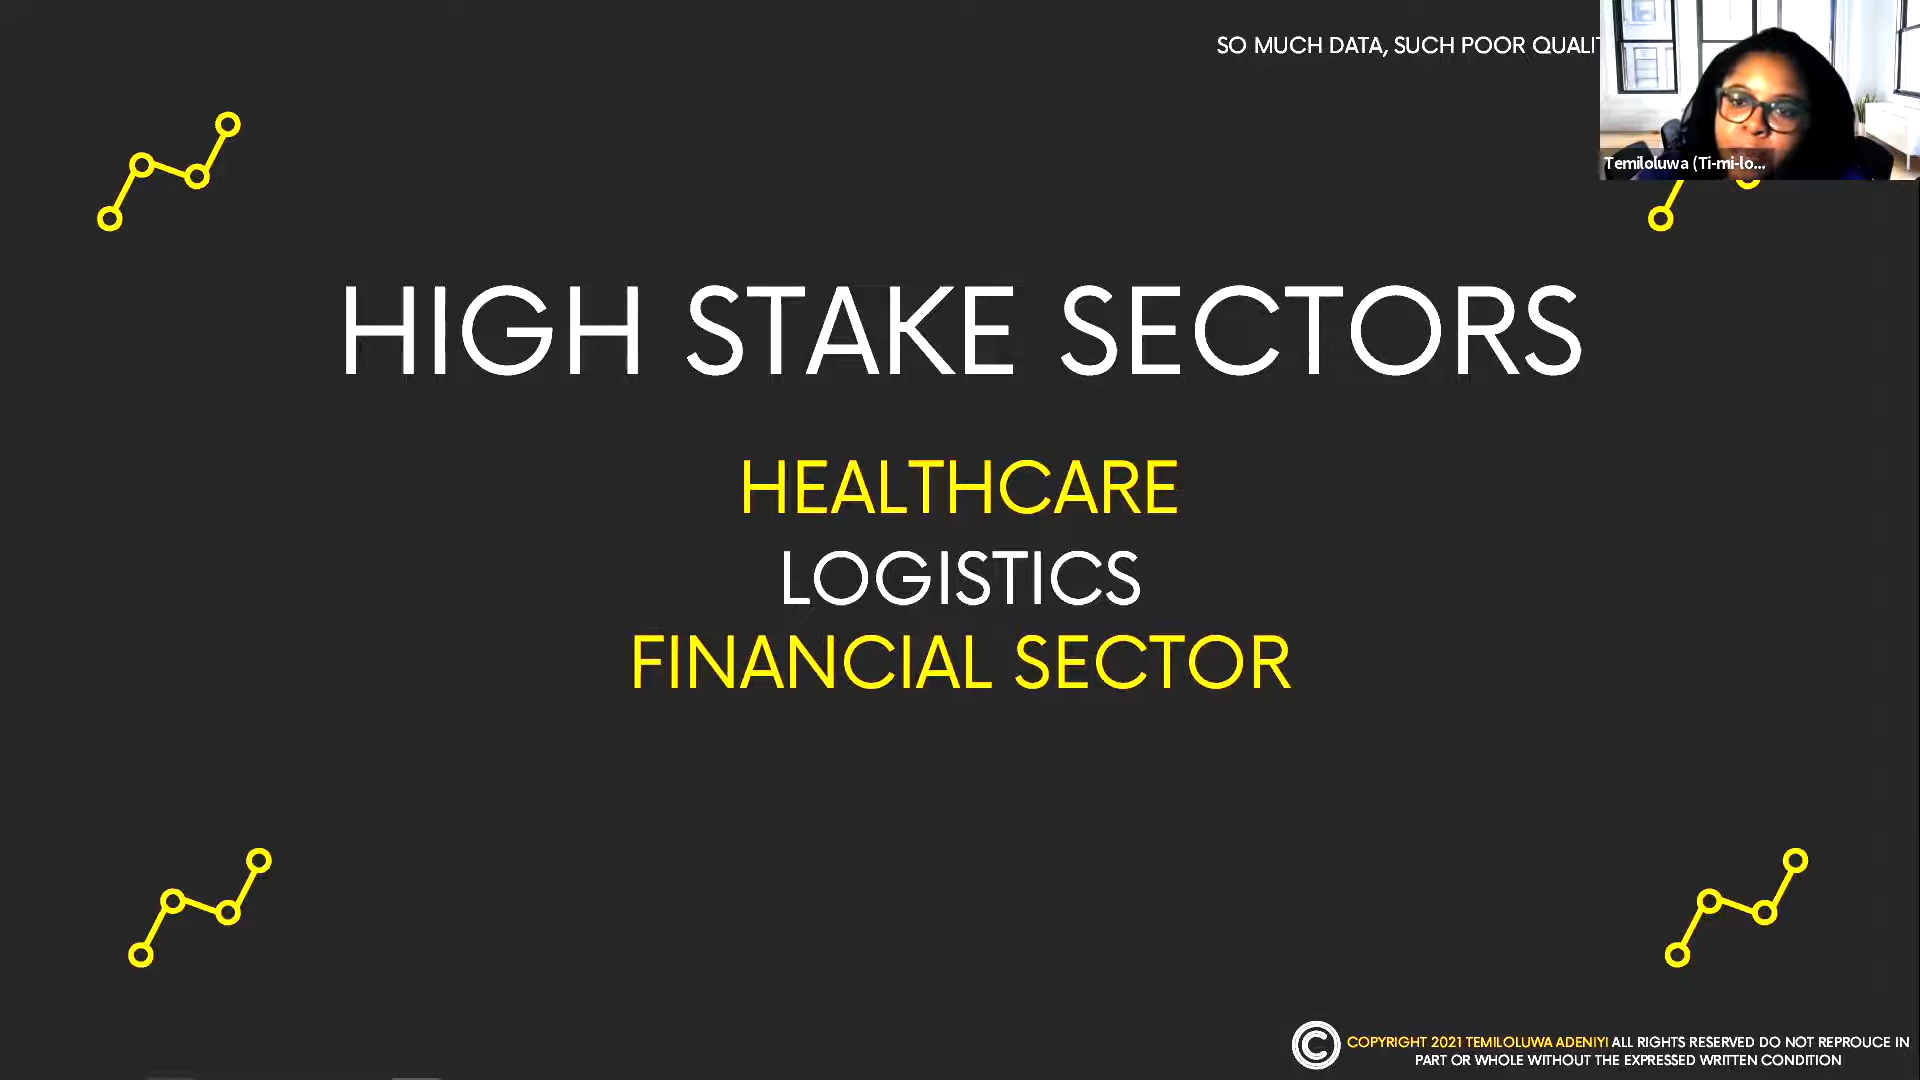 SO MUCH DATA, SUCH POOR
Temiloluwa (Ti-mi-lo...
HIGH STAKE SECTORS
HEALTHCARE
LOGISTICS
FINANCIAL SECTOR
© COPYRIGHT 2021 TEMILOLUWA ADENIYI ALL RIGHTS RESERVED DO NOT REPROUCE IN
PART OR WHOLE WITHOUT THE EXPRESSED WRITTEN CONDITION